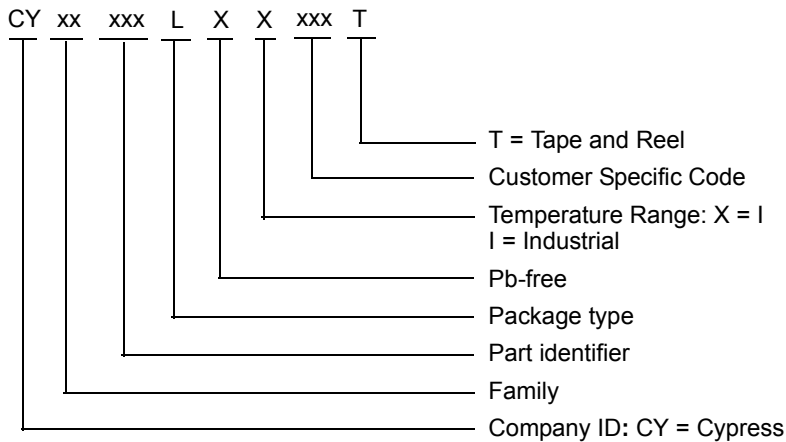 CY xx xxx L X X xxx T
T = Tape and Reel
Customer Specific Code
Temperature Range: X = I
I = Industrial
Pb-free
Package type
Part identifier
Family
Company ID: CY = Cypress